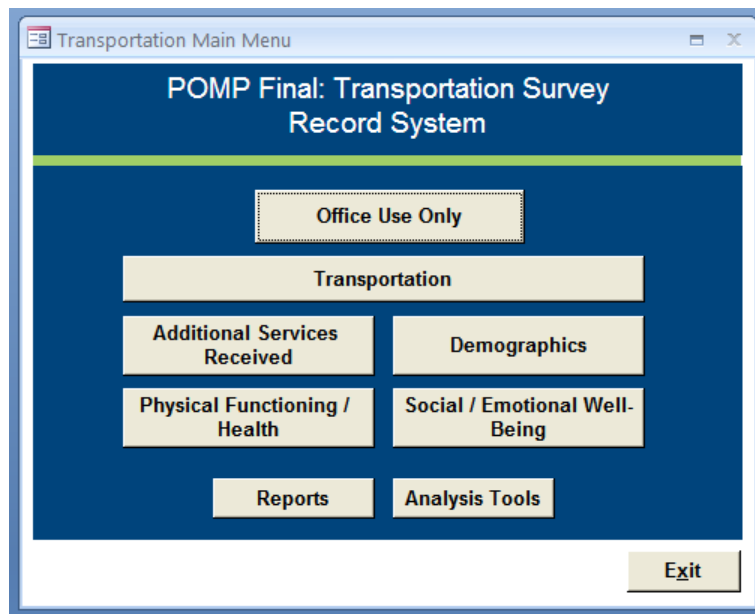 Transportation Main Menu
POMP Final: Transportation Survey
Record System
Office Use Only
Transportation
Additional Services
Received
Demographics
Physical Functioning /
Health
Social / Emotional Well-
Being
Reports
Analysis Tools
Exit